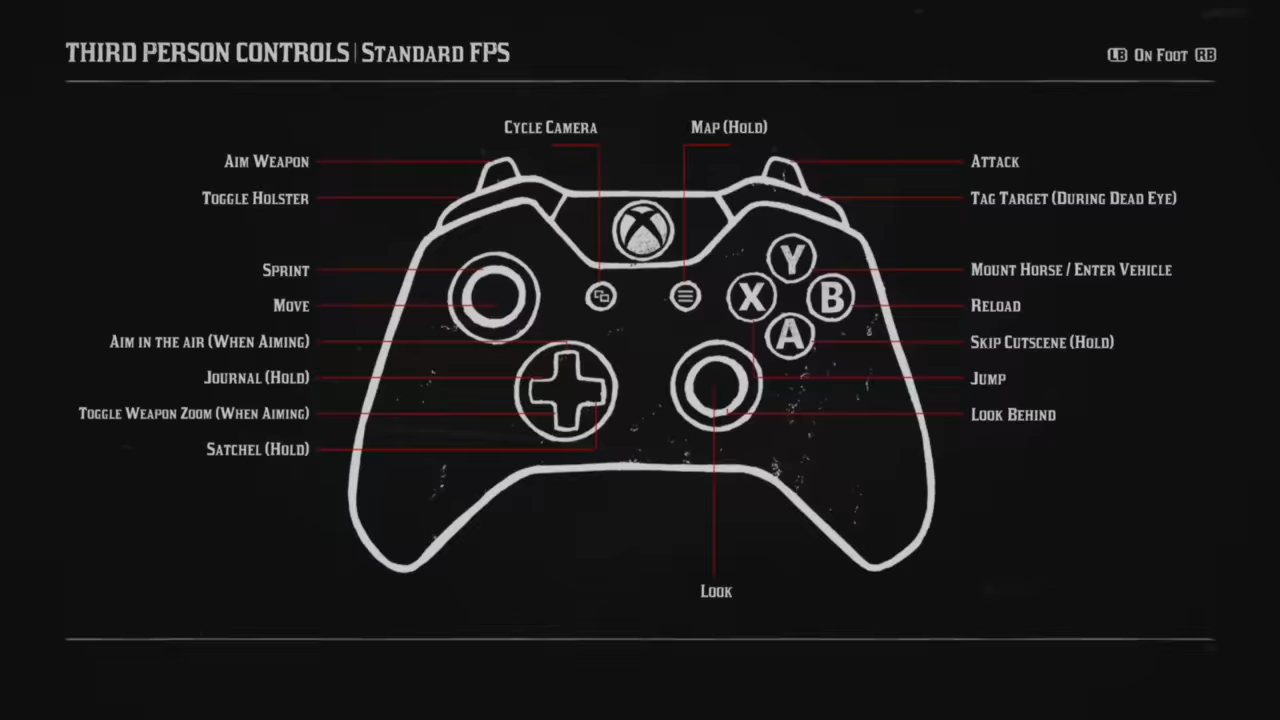 THIRD PERSON CONTROLS | STANDARD FPS
LB ON FOOT RB
CYCLE CAMERA
MAP (HOLD)
AIM WEAPON
TOGGLE HOLSTER
SPRINT
MOVE
AIM IN THE AIR (WHEN AIMING)
JOURNAL (HOLD)
TOGGLE WEAPON ZOOM (WHEN AIMING)
SATCHEL (HOLD)
Y
X
B
A
ATTACK
TAG TARGET (DURING DEAD EYE)
MOUNT HORSE / ENTER VEHICLE
RELOAD
SKIP CUTSCENE (HOLD)
JUMP
LOOK BEHIND
LOOK